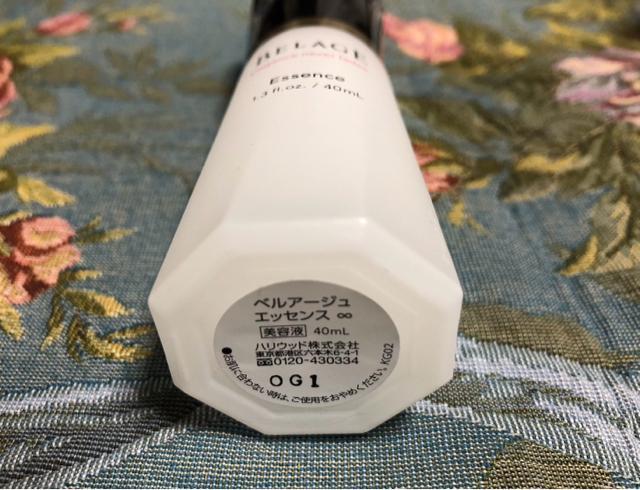 BELAGE
Essence
1.3 fl.oz. / 40mL
ベルアージュ
エッセンス ∞
美容液 40mL
ハリウッド株式会社
東京都港区六本木6-4-1
0120-430334
OG1
●お肌に合わない時は、ご使用をおやめください。 KG02